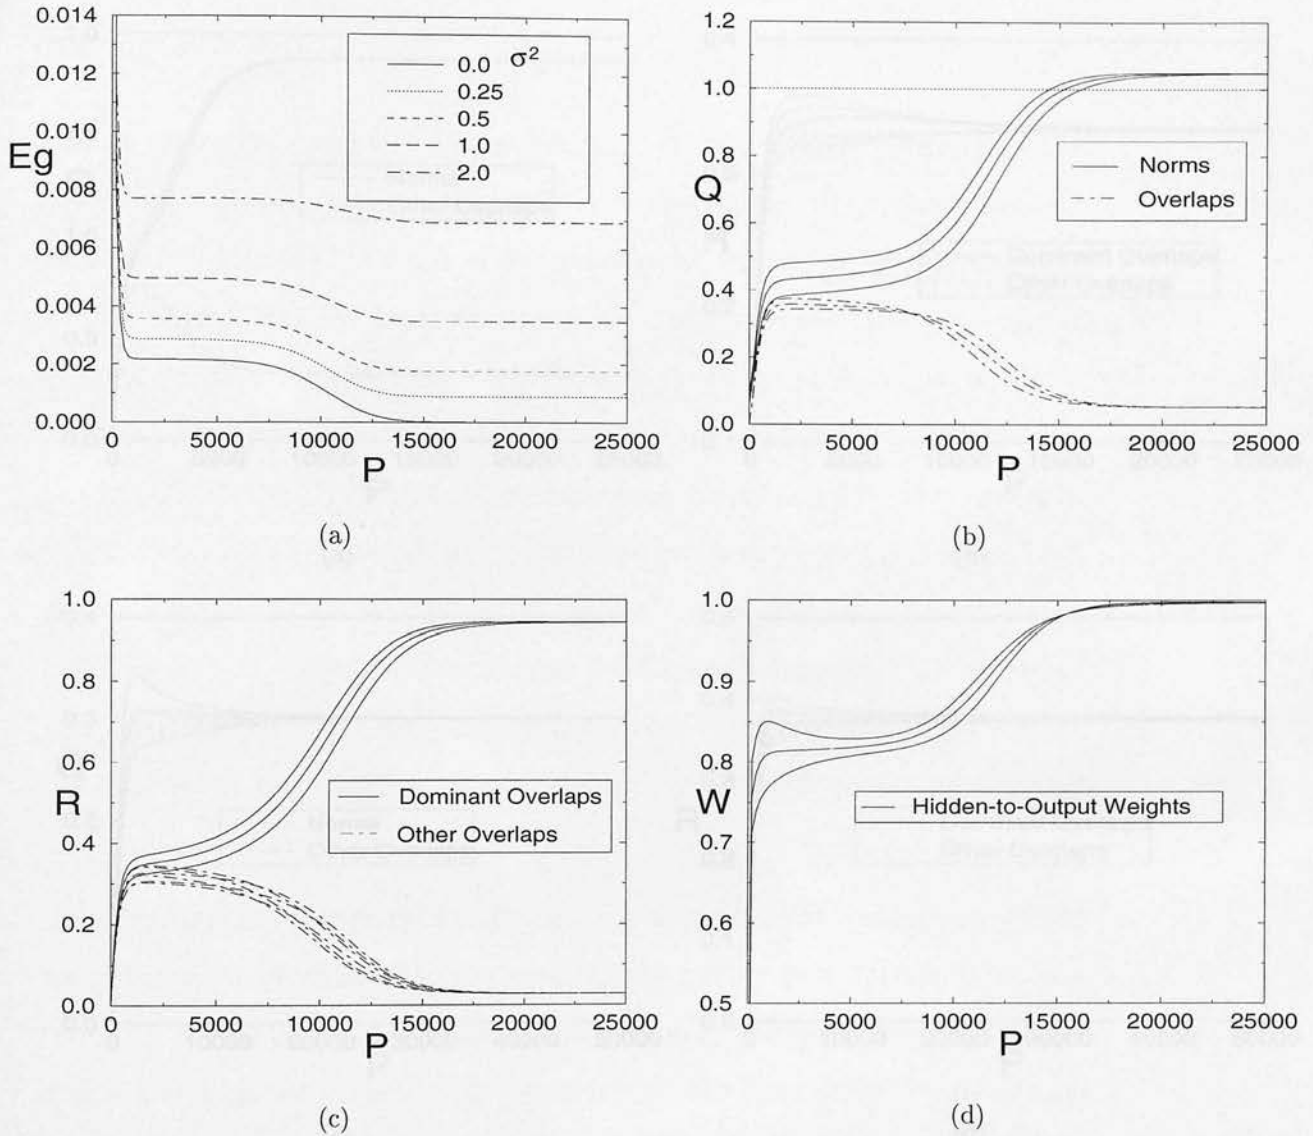 0.014
0.012
0.010
Eg
0.008
0.006
0.004
0.002
0.000
σ²
0.0
0.25
0.5
1.0
2.0
0 5000 10000 15000 20000 25000
P
(a)
1.2
1.0
0.8
Q
0.6
0.4
0.2
0.0
Norms
Overlaps
0 5000 10000 15000 20000 25000
P
(b)
1.0
0.8
0.6
R
0.4
0.2
0.0
Dominant Overlaps
Other Overlaps
0 5000 10000 15000 20000 25000
P
(c)
1.0
0.9
0.8
W
0.7
0.6
0.5
Hidden-to-Output Weights
0 5000 10000 15000 20000 25000
P
(d)